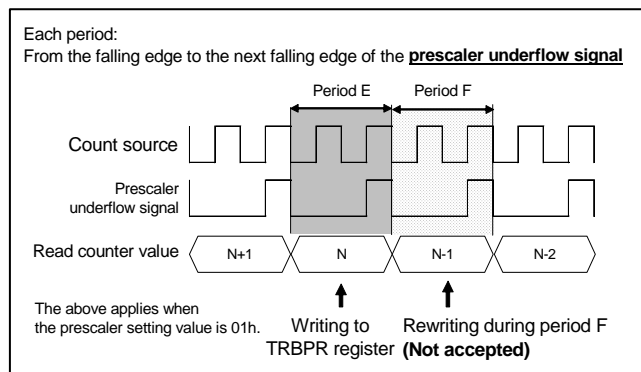 Each period:
From the falling edge to the next falling edge of the prescaler underflow signal
Period E
Period F
Count source
Prescaler
underflow signal
Read counter value
N+1
N
N-1
N-2
The above applies when
the prescaler setting value is 01h.
Writing to
TRBPR register
Rewriting during period F
(Not accepted)